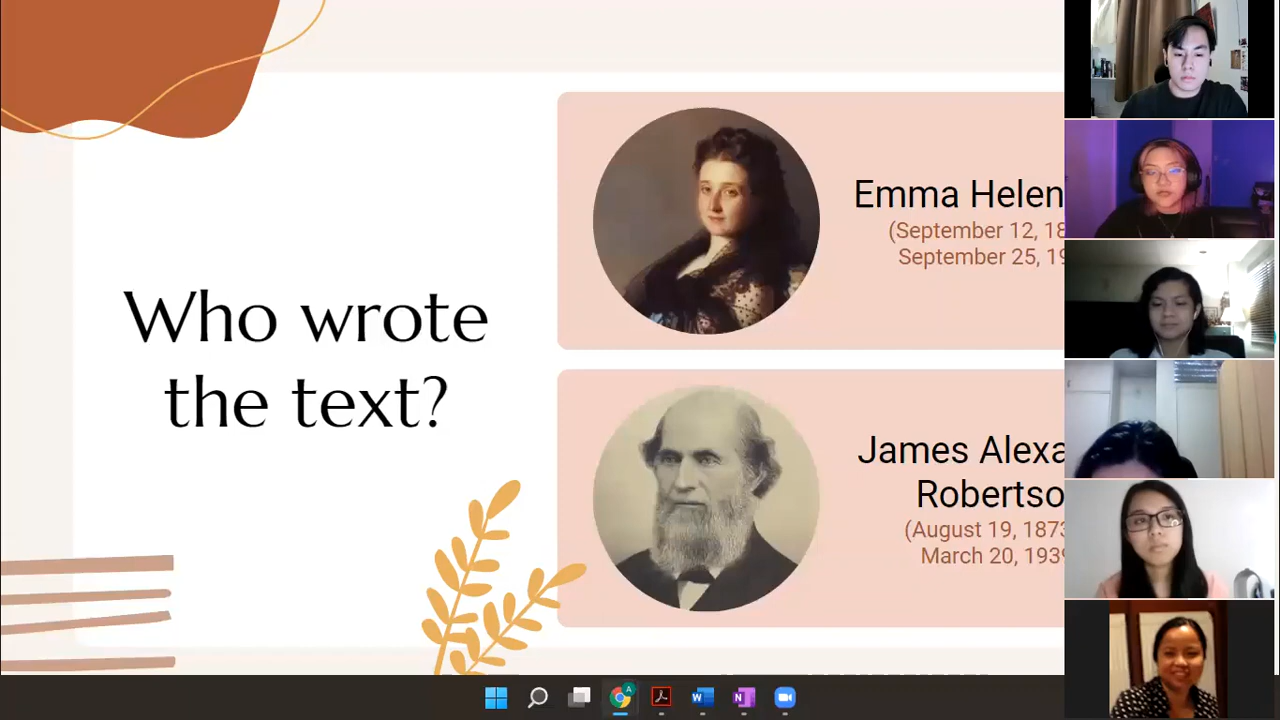 Who wrote
the text?
Emma Helen
(September 12, 18
September 25, 19
James Alexa
Robertso
(August 19, 1873
March 20, 1939